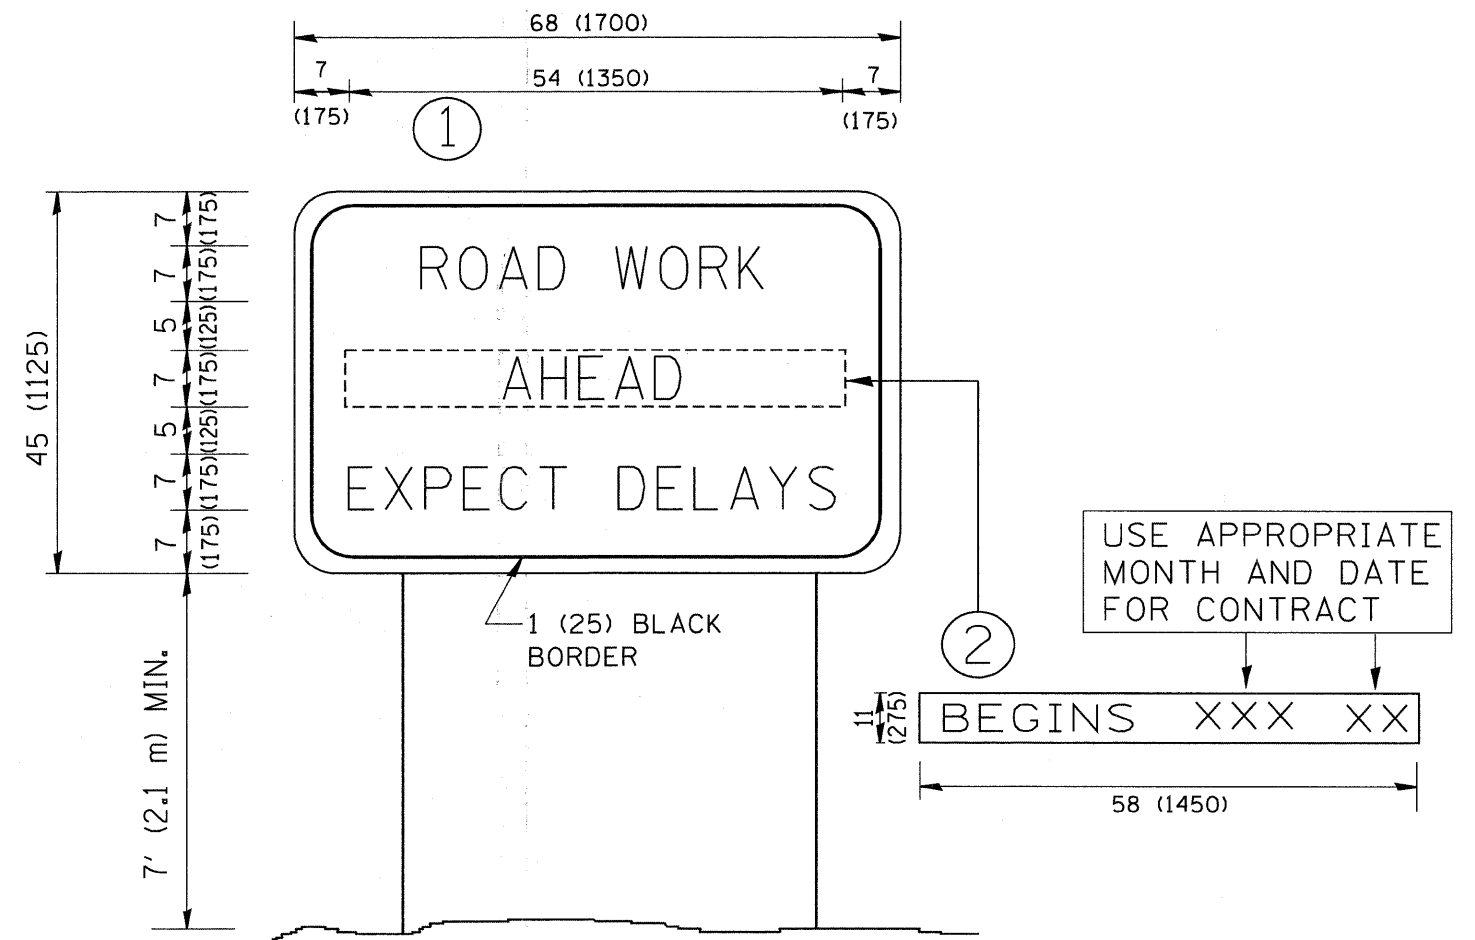 68 (1700)
7
54 (1350)
7
(175)
(175)
1
45 (1125)
7 (175)
7 (175)
5 (125)
7 (175)
5 (125)
7 (175)
7 (175)
ROAD WORK
AHEAD
EXPECT DELAYS
1 (25) BLACK
BORDER
7' (2.1 m) MIN.
2
USE APPROPRIATE
MONTH AND DATE
FOR CONTRACT
11
(275)
BEGINS XXX XX
58 (1450)